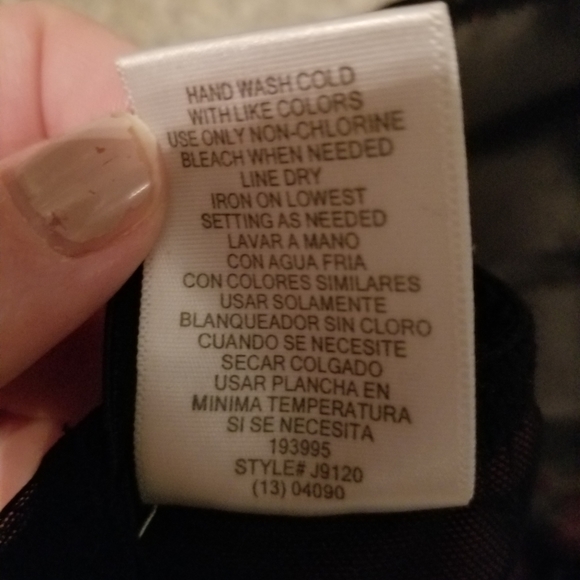 HAND WASH COLD
WITH LIKE COLORS
USE ONLY NON-CHLORINE
BLEACH WHEN NEEDED
LINE DRY
IRON ON LOWEST
SETTING AS NEEDED
LAVAR A MANO
CON AGUA FRIA
CON COLORES SIMILARES
USAR SOLAMENTE
BLANQUEADOR SIN CLORO
CUANDO SE NECESITE
SECAR COLGADO
USAR PLANCHA EN
MINIMA TEMPERATURA
SI SE NECESITA
193995
STYLE# J9120
(13) 04090